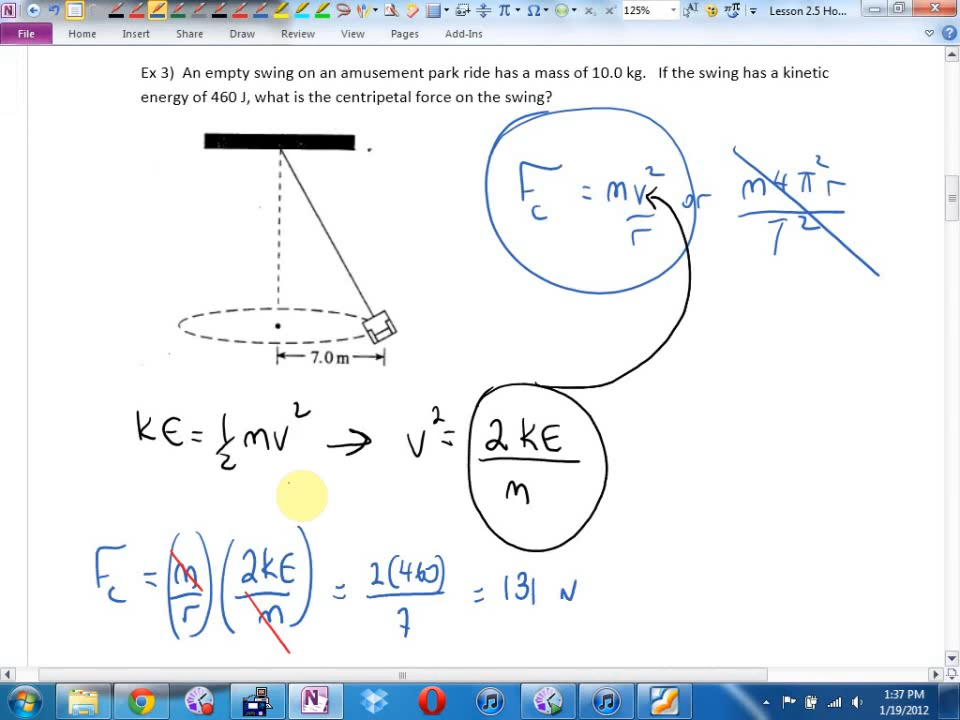 125%
Lesson 2.5 Ho...
File Home Insert Share Draw Review View Pages Add-Ins
Ex 3) An empty swing on an amusement park ride has a mass of 10.0 kg. If the swing has a kinetic
energy of 460 J, what is the centripetal force on the swing?
F_c = mv²/r or m4π²r/T²
7.0 m
KE = ½mv² → v² = 2KE/m
F_c = (m/r)(2KE/m) = 2(460)/7 = 131 N
1:37 PM
1/19/2012